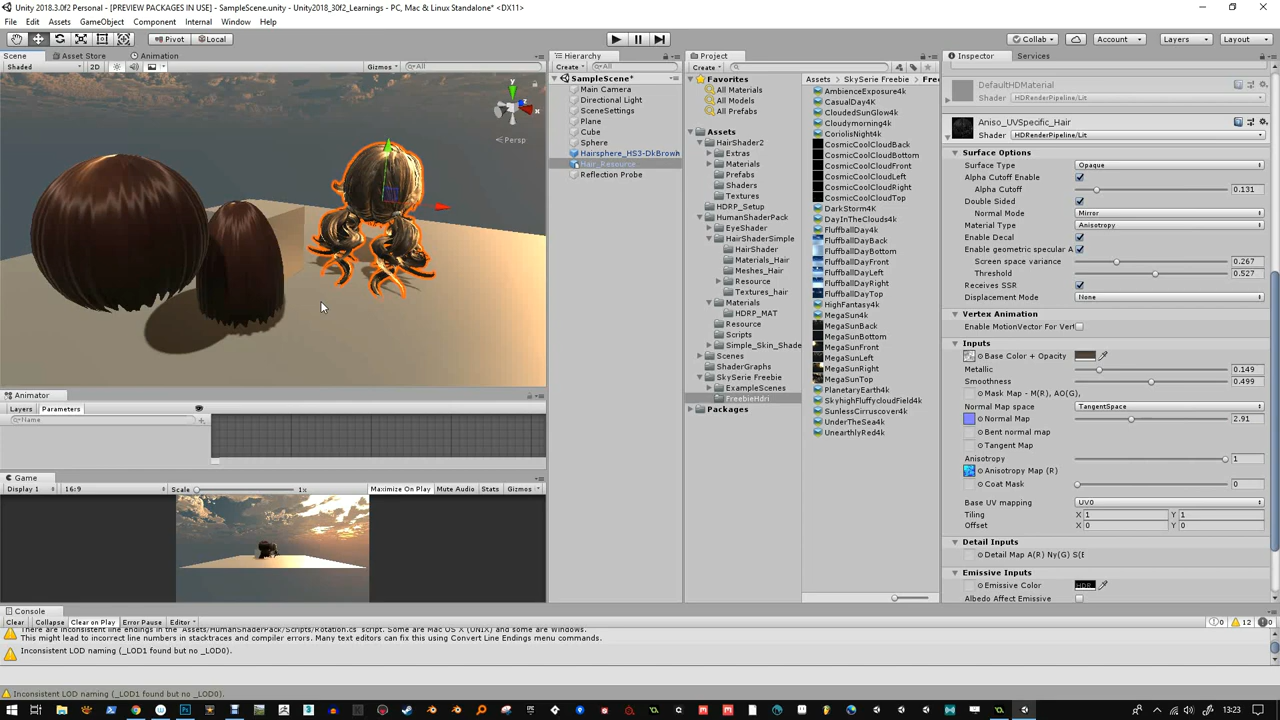 Unity 2018.3.0f2 Personal - [PREVIEW PACKAGES IN USE] - SampleScene.unity - Unity2018_30f2_Learnings - PC, Mac & Linux Standalone* <DX11>
File Edit Assets GameObject Component Internal Window Help
Pivot Local Collab Account Layers Layout
Scene Asset Store Animation
Shaded 2D Gizmos All
y
x
Persp
Hierarchy
Create All
SampleScene*
Main Camera
Directional Light
SceneSettings
Plane
Cube
Sphere
Hairsphere_HS3-DkBrown
Hair_Resource
Reflection Probe
Project
Create
Favorites
All Materials
All Models
All Prefabs
Assets
HairShader2
Extras
Materials
Prefabs
Shaders
Textures
HDRP_Setup
HumanShaderPack
EyeShader
HairShaderSimple
HairShader
Materials_Hair
Meshes_Hair
Resource
Textures_hair
Materials
HDRP_MAT
Resource
Scripts
Simple_Skin_Shade
Scenes
ShaderGraphs
SkySerie Freebie
ExampleScenes
FreebieHdri
Packages
Assets SkySerie Freebie Free
AmbienceExposure4k
CasualDay4K
CloudedSunGlow4k
Cloudymorning4k
CoriolisNight4k
CosmicCoolCloudBack
CosmicCoolCloudBottom
CosmicCoolCloudFront
CosmicCoolCloudLeft
CosmicCoolCloudRight
CosmicCoolCloudTop
DarkStorm4K
DayInTheClouds4k
FluffballDay4k
FluffballDayBack
FluffballDayBottom
FluffballDayFront
FluffballDayLeft
FluffballDayRight
FluffballDayTop
HighFantasy4k
MegaSun4k
MegaSunBack
MegaSunBottom
MegaSunFront
MegaSunLeft
MegaSunRight
MegaSunTop
PlanetaryEarth4k
SkyhighFluffycloudField4k
SunlessCirruscover4k
UnderTheSea4k
UnearthlyRed4k
Inspector Services
DefaultHDMaterial
Shader HDRenderPipeline/Lit
Aniso_UVSpecific_Hair
Shader HDRenderPipeline/Lit
Surface Options
Surface Type Opaque
Alpha Cutoff Enable
Alpha Cutoff 0.131
Double Sided
Normal Mode Mirror
Material Type Anisotropy
Enable Decal
Enable geometric specular A
Screen space variance 0.267
Threshold 0.527
Receives SSR
Displacement Mode None
Vertex Animation
Enable MotionVector For Vert
Inputs
Base Color + Opacity
Metallic 0.149
Smoothness 0.499
Mask Map - M(R), AO(G),
Normal Map space TangentSpace
Normal Map 2.91
Bent normal map
Tangent Map
Anisotropy 1
Anisotropy Map (R)
Coat Mask 0
Base UV mapping UV0
Tiling X 1 Y 1
Offset X 0 Y 0
Detail Inputs
Detail Map A(R) Ny(G) S(E
Emissive Inputs
Emissive Color HDR
Albedo Affect Emissive
Animator
Layers Parameters
Name
Game
Display 1 16:9 Scale 1x Maximize On Play Mute Audio Stats Gizmos
Console
Clear Collapse Clear on Play Error Pause Editor 0 12 0
There are inconsistent line endings in the 'Assets/HumanShaderPack/Scripts/Rotation.cs' script. Some are Mac OS X (UNIX) and some are Windows.
This might lead to incorrect line numbers in stacktraces and compiler errors. Many text editors can fix this using Convert Line Endings menu commands.
Inconsistent LOD naming (_LOD1 found but no _LOD0).
Inconsistent LOD naming (_LOD1 found but no _LOD0).
13:23